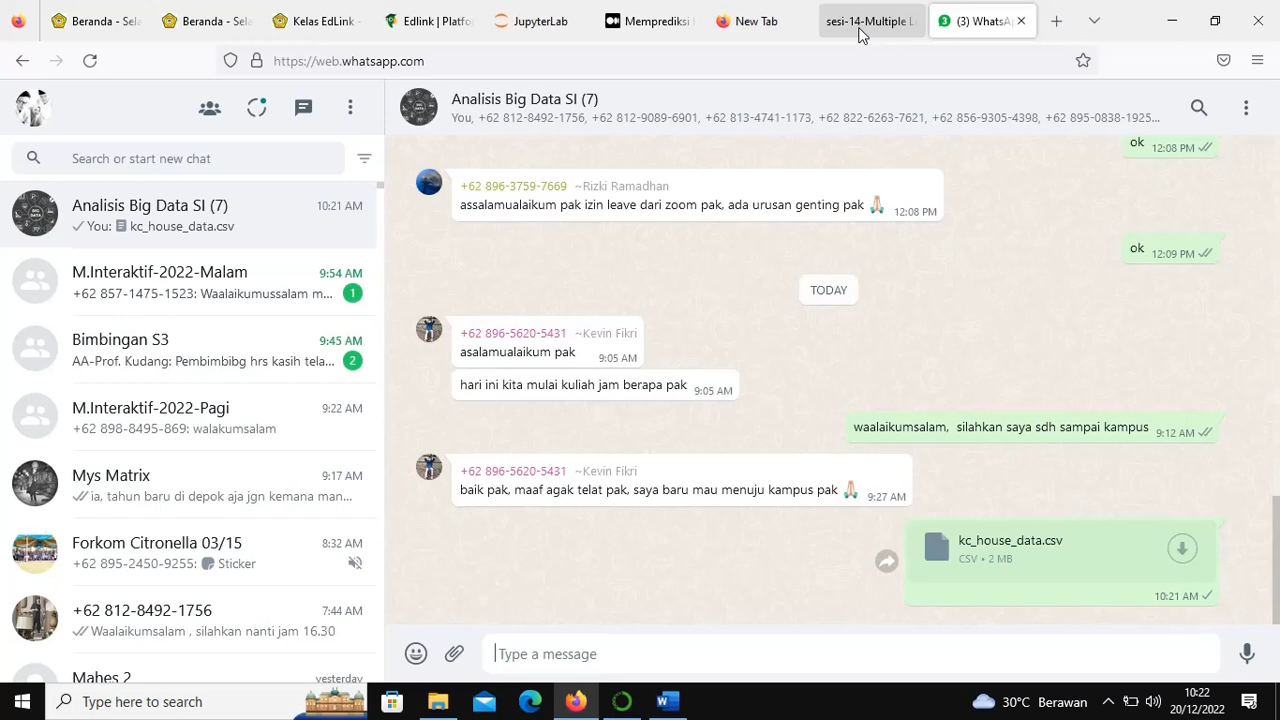 Beranda - Sela
Beranda - Sela
Kelas EdLink -
Edlink | Platfo
JupyterLab
Memprediksi
New Tab
sesi-14-Multiple Li
(3) WhatsAp
https://web.whatsapp.com
Search or start new chat
Analisis Big Data SI (7)
10:21 AM
You: kc_house_data.csv
M.Interaktif-2022-Malam
9:54 AM
+62 857-1475-1523: Waalaikumussalam m...
1
Bimbingan S3
9:45 AM
AA-Prof. Kudang: Pembimbibg hrs kasih tela...
2
M.Interaktif-2022-Pagi
9:22 AM
+62 898-8495-869: walakumsalam
Mys Matrix
9:17 AM
ia, tahun baru di depok aja jgn kemana man...
Forkom Citronella 03/15
8:32 AM
+62 895-2450-9255: Sticker
+62 812-8492-1756
7:44 AM
Waalaikumsalam , silahkan nanti jam 16.30
Mahes 2
yesterday
Analisis Big Data SI (7)
You, +62 812-8492-1756, +62 812-9089-6901, +62 813-4741-1173, +62 822-6263-7621, +62 856-9305-4398, +62 895-0838-1925...
ok
12:08 PM
+62 896-3759-7669 ~Rizki Ramadhan
assalamualaikum pak izin leave dari zoom pak, ada urusan genting pak 🙏🏻
12:08 PM
ok
12:09 PM
TODAY
+62 896-5620-5431 ~Kevin Fikri
asalamualaikum pak
9:05 AM
hari ini kita mulai kuliah jam berapa pak
9:05 AM
waalaikumsalam, silahkan saya sdh sampai kampus
9:12 AM
+62 896-5620-5431 ~Kevin Fikri
baik pak, maaf agak telat pak, saya baru mau menuju kampus pak 🙏🏻
9:27 AM
kc_house_data.csv
CSV • 2 MB
10:21 AM
Type a message
Type here to search
30°C Berawan
10:22
20/12/2022